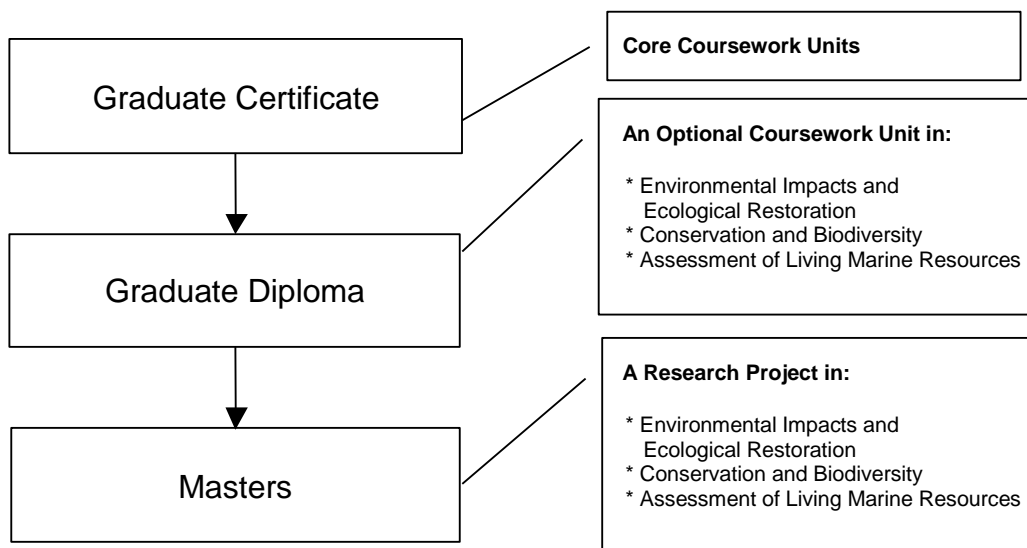 Graduate Certificate
Core Coursework Units
Graduate Diploma
An Optional Coursework Unit in:
* Environmental Impacts and
Ecological Restoration
* Conservation and Biodiversity
* Assessment of Living Marine Resources
Masters
A Research Project in:
* Environmental Impacts and
Ecological Restoration
* Conservation and Biodiversity
* Assessment of Living Marine Resources